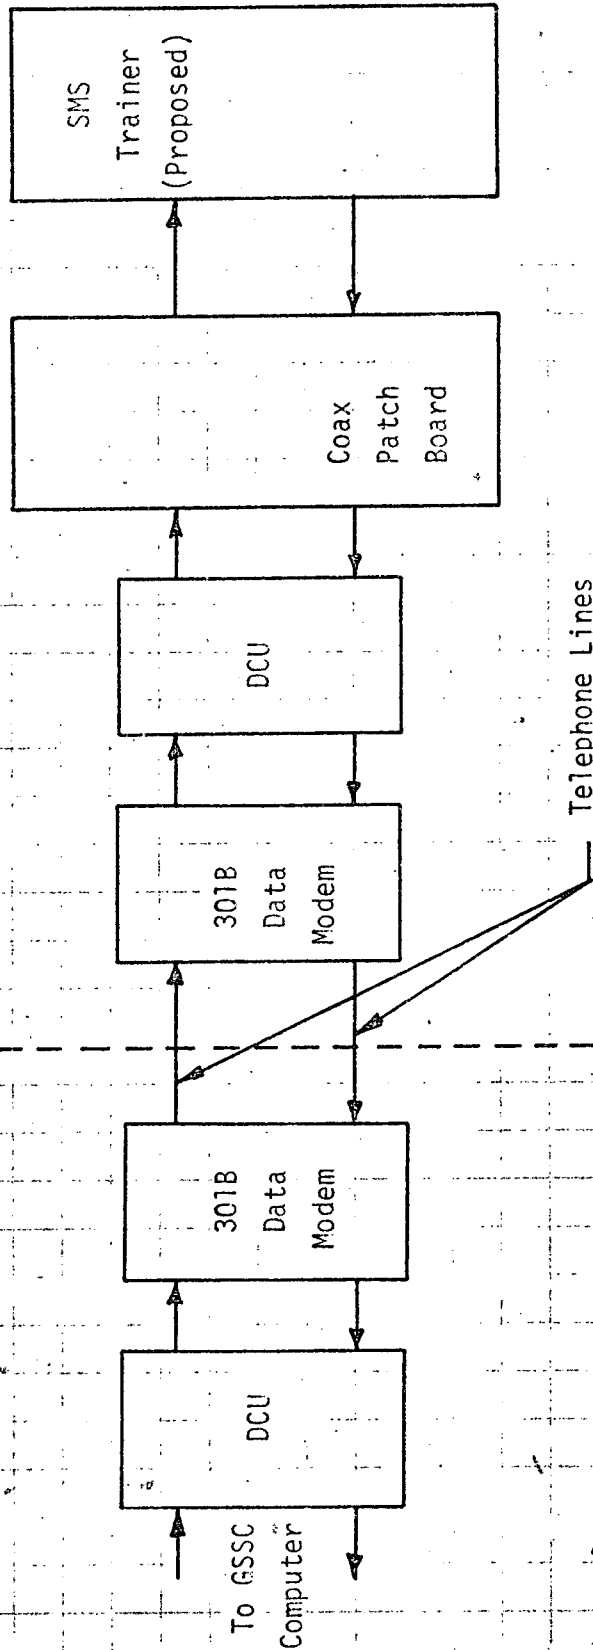 To GSSC
Computer
DCU
301B
Data
Modem
301B
Data
Modem
DCU
Coax
Patch
Board
SMS
Trainer
(Proposed)
Telephone Lines